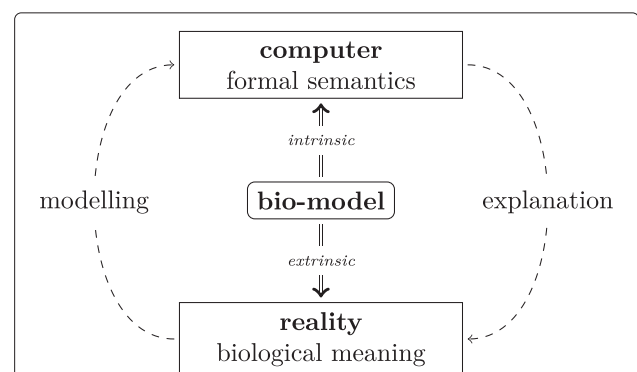 computer
formal semantics
intrinsic
modelling
bio-model
explanation
extrinsic
reality
biological meaning